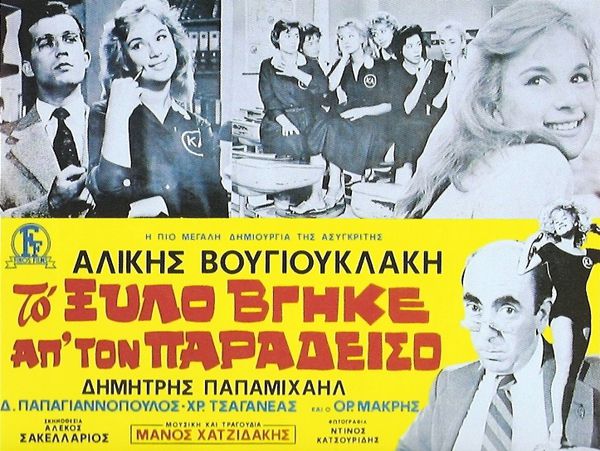 Η ΠΙΟ ΜΕΓΑΛΗ ΔΗΜΙΟΥΡΓΙΑ ΤΗΣ ΑΣΥΓΚΡΙΤΗΣ
ΑΛΙΚΗΣ ΒΟΥΓΙΟΥΚΛΑΚΗ
Τό ΞΥΛΟ ΒΓΗΚΕ
ΑΠ' ΤΟΝ ΠΑΡΑΔΕΙΣΟ
ΔΗΜΗΤΡΗΣ ΠΑΠΑΜΙΧΑΗΛ
Δ. ΠΑΠΑΓΙΑΝΝΟΠΟΥΛΟΣ - ΧΡ. ΤΣΑΓΑΝΕΑΣ ΚΑΙ Ο ΟΡ. ΜΑΚΡΗΣ
ΣΚΗΝΟΘΕΣΙΑ
ΑΛΕΚΟΣ
ΣΑΚΕΛΛΑΡΙΟΣ
ΜΟΥΣΙΚΗ ΚΑΙ ΤΡΑΓΟΥΔΙΑ
ΜΑΝΟΣ ΧΑΤΖΙΔΑΚΗΣ
ΦΩΤΟΓΡΑΦΙΑ
ΝΤΙΝΟΣ
ΚΑΤΣΟΥΡΙΔΗΣ